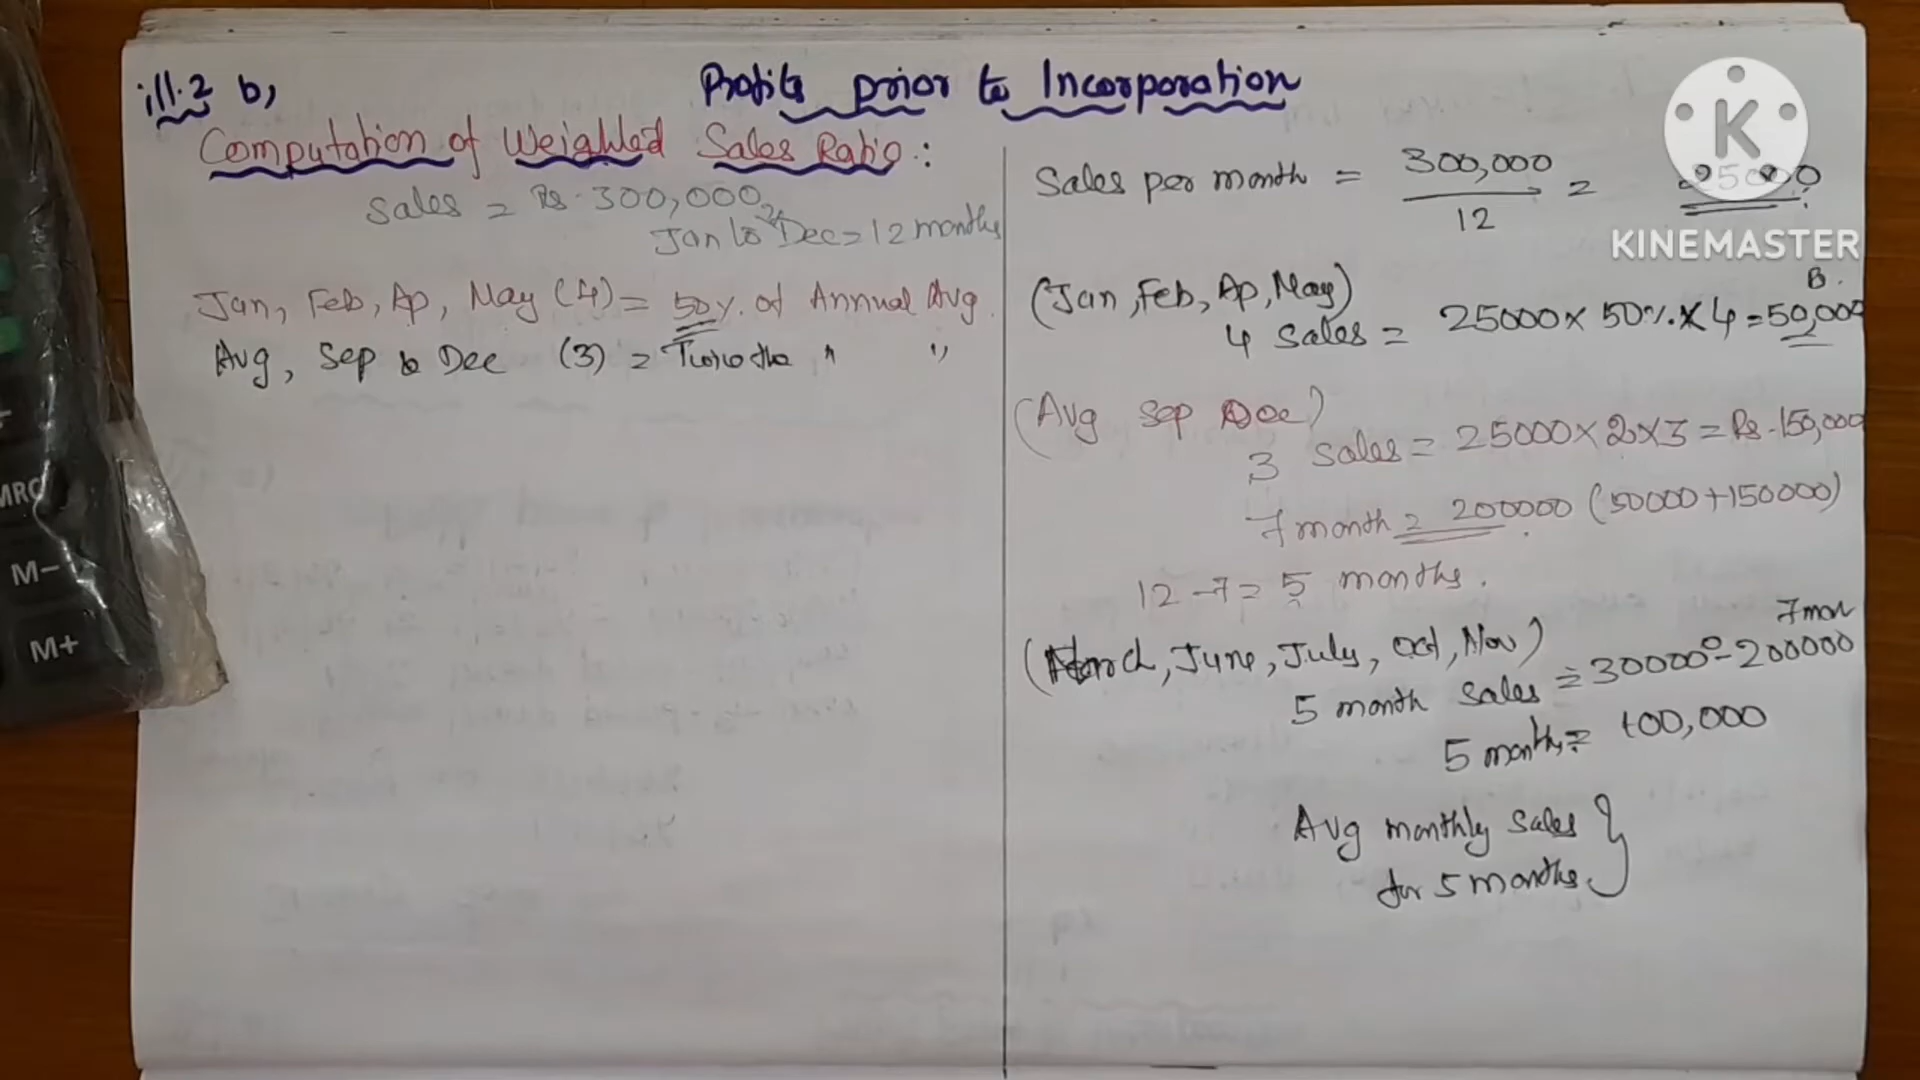 ill.2 b,
Profits prior to Incorporation
Computation of Weighted Sales Ratio :
Sales = Rs. 300,000
Jan to Dec = 12 months
Jan, Feb, Ap, May (4) = 50% of Annual Avg.
Aug, Sep & Dec (3) = Twice the " "
Sales per month = 300,000 / 12 = 25000
(Jan, Feb, Ap, May)
4 Sales = 25000 × 50% × 4 = 50,000
(Aug Sep Dec)
3 Sales = 25000 × 2 × 3 = Rs. 150,000
7 month = 200000 (50000 + 150000)
12 - 7 = 5 months.
(March, June, July, Oct, Nov)
7 mon
5 month Sales = 300000 - 200000
5 months = 100,000
Avg monthly Sales }
for 5 months.
K
KINEMASTER
MRC
M-
M+